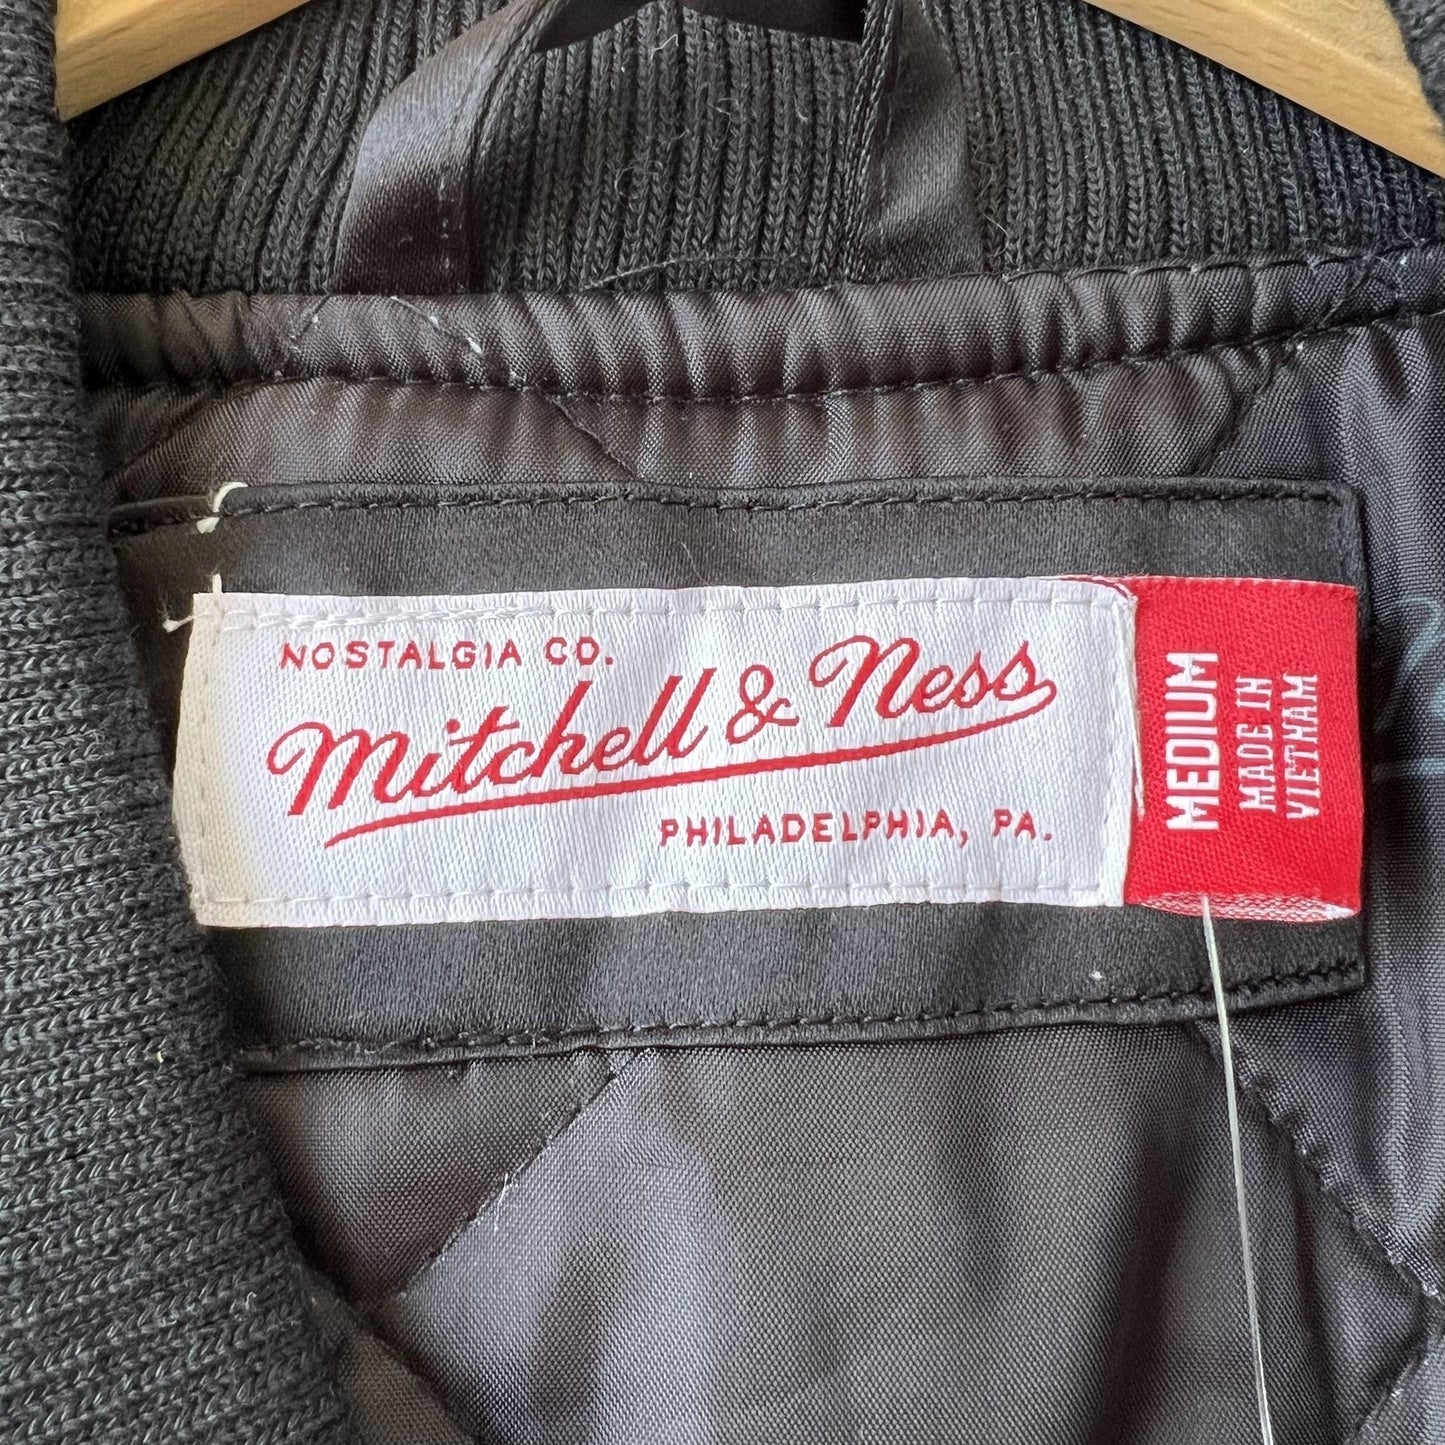 NOSTALGIA CO.
Mitchell & Ness
PHILADELPHIA, PA.
MEDIUM
MADE IN
VIETNAM